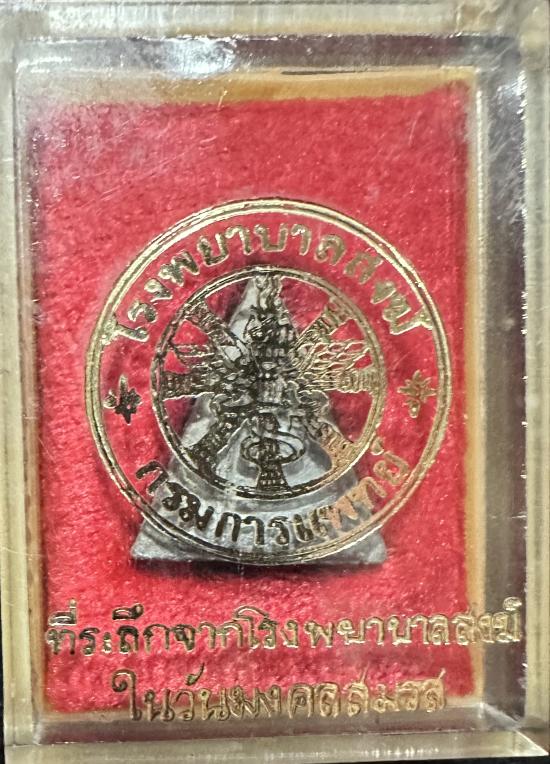 โรงพยาบาลสงฆ์
กรมการแพทย์
ที่ระลึกจากโรงพยาบาลสงฆ์
ในวันมงคลสมรส